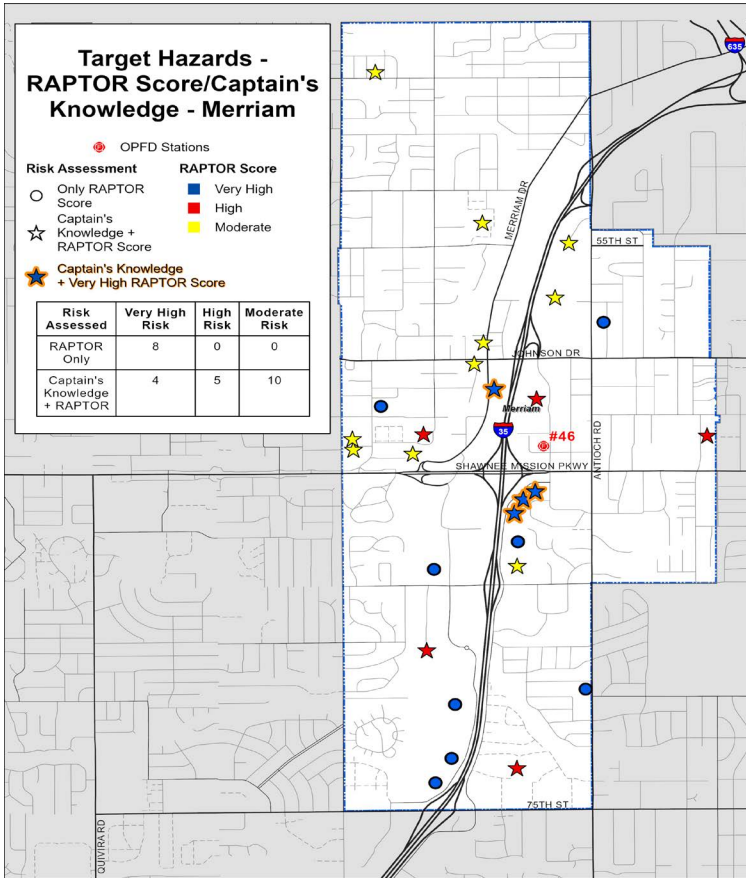 Target Hazards -
RAPTOR Score/Captain's
Knowledge - Merriam
OPFD Stations
Risk Assessment
Only RAPTOR
Score
Captain's
Knowledge +
RAPTOR Score
RAPTOR Score
Very High
High
Moderate
Captain's Knowledge
+ Very High RAPTOR Score
Risk Assessed | Very High Risk | High Risk | Moderate Risk
RAPTOR Only | 8 | 0 | 0
Captain's Knowledge + RAPTOR | 4 | 5 | 10
635
MERRIAM DR
55TH ST
JOHNSON DR
Merriam
35
#46
ANTIOCH RD
SHAWNEE MISSION PKWY
75TH ST
QUIVIRA RD